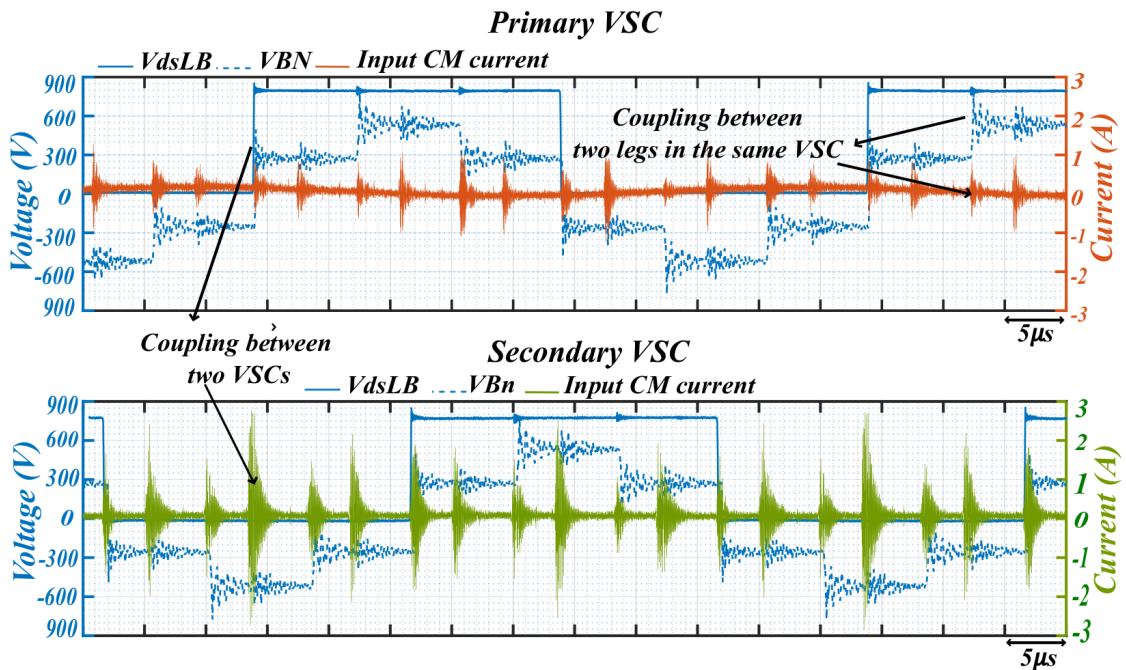 Primary VSC
VdsLB VBN Input CM current
900
600
300
0
-300
-600
900
Voltage (V)
3
2
1
0
-1
-2
-3
Current (A)
Coupling between
two legs in the same VSC
5μs
Coupling between
two VSCs
Secondary VSC
VdsLB VBn Input CM current
900
600
300
0
-300
-600
900
Voltage (V)
3
2
1
0
-1
-2
-3
Current (A)
5μs